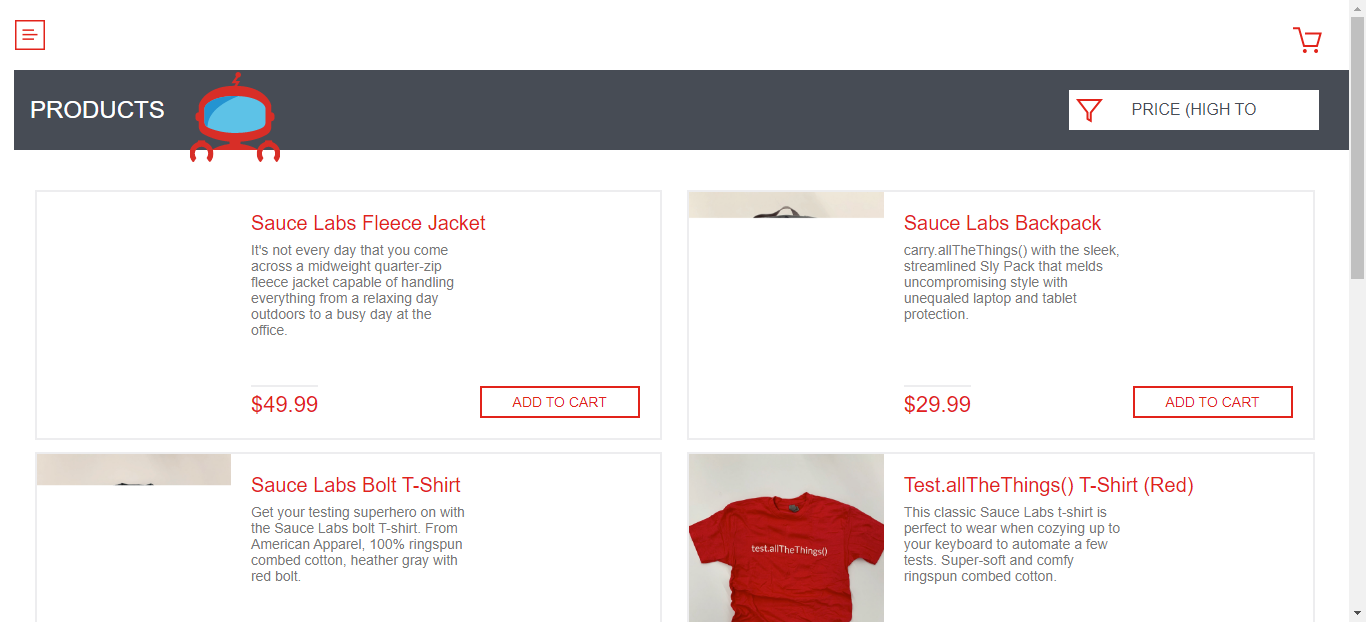 PRODUCTS
PRICE (HIGH TO
Sauce Labs Fleece Jacket
It's not every day that you come
across a midweight quarter-zip
fleece jacket capable of handling
everything from a relaxing day
outdoors to a busy day at the
office.
$49.99
ADD TO CART
Sauce Labs Backpack
carry.allTheThings() with the sleek,
streamlined Sly Pack that melds
uncompromising style with
unequaled laptop and tablet
protection.
$29.99
ADD TO CART
Sauce Labs Bolt T-Shirt
Get your testing superhero on with
the Sauce Labs bolt T-shirt. From
American Apparel, 100% ringspun
combed cotton, heather gray with
red bolt.
test.allTheThings()
Test.allTheThings() T-Shirt (Red)
This classic Sauce Labs t-shirt is
perfect to wear when cozying up to
your keyboard to automate a few
tests. Super-soft and comfy
ringspun combed cotton.